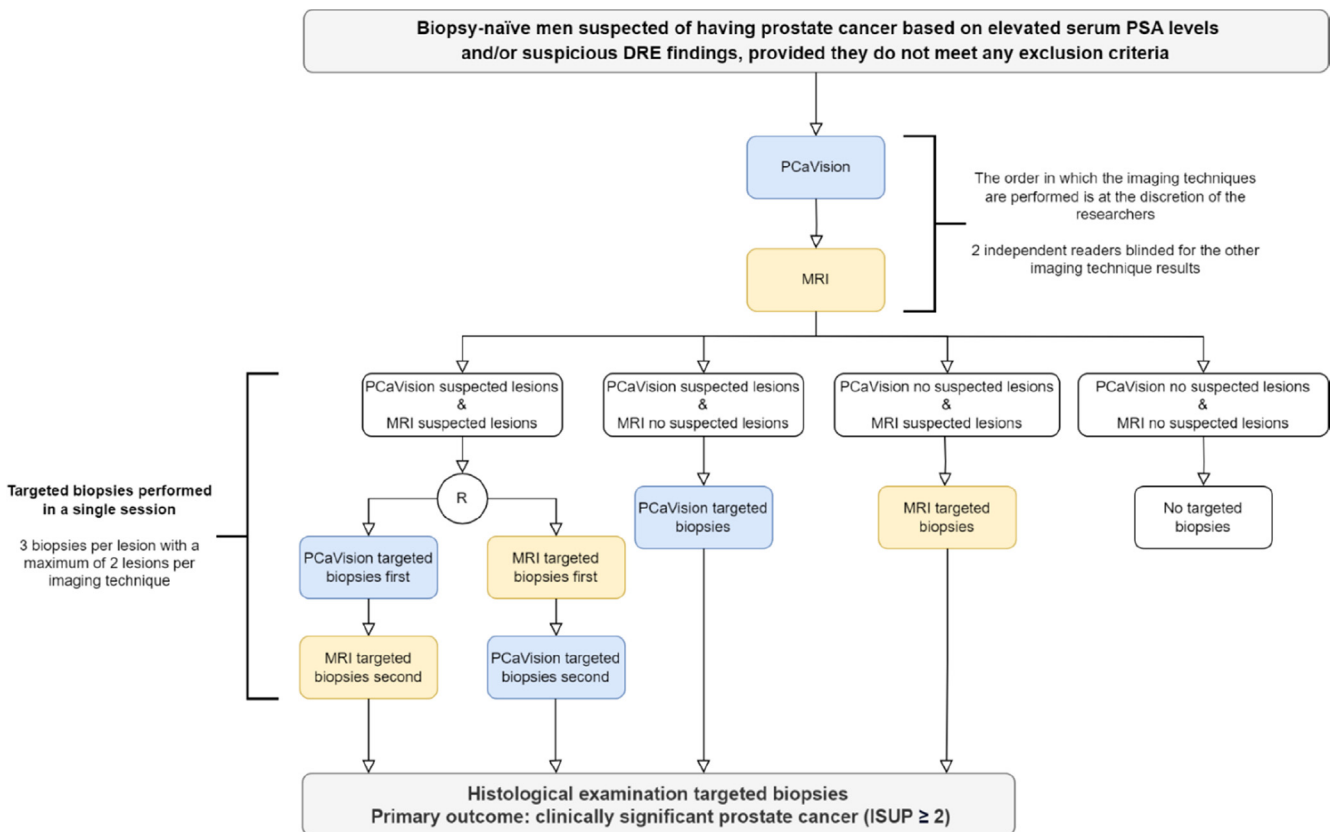 Biopsy-naïve men suspected of having prostate cancer based on elevated serum PSA levels
and/or suspicious DRE findings, provided they do not meet any exclusion criteria
PCaVision
The order in which the imaging techniques
are performed is at the discretion of the
researchers
2 independent readers blinded for the other
imaging technique results
MRI
PCaVision suspected lesions
&
MRI suspected lesions
PCaVision suspected lesions
&
MRI no suspected lesions
PCaVision no suspected lesions
&
MRI suspected lesions
PCaVision no suspected lesions
&
MRI no suspected lesions
Targeted biopsies performed
in a single session
3 biopsies per lesion with a
maximum of 2 lesions per
imaging technique
R
PCaVision targeted
biopsies
MRI targeted
biopsies
No targeted
biopsies
PCaVision targeted
biopsies first
MRI targeted
biopsies first
MRI targeted
biopsies second
PCaVision targeted
biopsies second
Histological examination targeted biopsies
Primary outcome: clinically significant prostate cancer (ISUP ≥ 2)